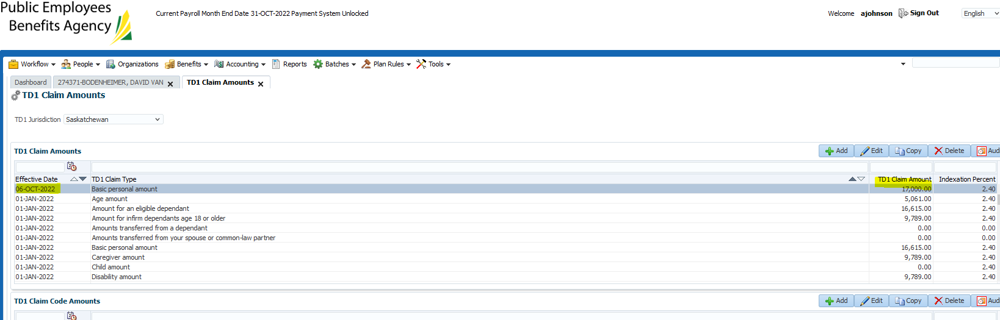 Public Employees
Benefits Agency
Current Payroll Month End Date 31-OCT-2022 Payment System Unlocked
Welcome ajohnson Sign Out English
Workflow People Organizations Benefits Accounting Reports Batches Plan Rules Tools
Dashboard 274371-BODENHEIMER, DAVID VAN TD1 Claim Amounts
TD1 Claim Amounts
TD1 Jurisdiction Saskatchewan
TD1 Claim Amounts Add Edit Copy Delete Aud
Effective Date TD1 Claim Type TD1 Claim Amount Indexation Percent
06-OCT-2022 Basic personal amount 17,000.00 2.40
01-JAN-2022 Age amount 5,061.00 2.40
01-JAN-2022 Amount for an eligible dependant 16,615.00 2.40
01-JAN-2022 Amount for infirm dependants age 18 or older 9,789.00 2.40
01-JAN-2022 Amounts transferred from a dependant 0.00 0.00
01-JAN-2022 Amounts transferred from your spouse or common-law partner 0.00 0.00
01-JAN-2022 Basic personal amount 16,615.00 2.40
01-JAN-2022 Caregiver amount 9,789.00 2.40
01-JAN-2022 Child amount 0.00 2.40
01-JAN-2022 Disability amount 9,789.00 2.40
TD1 Claim Code Amounts Add Edit Copy Delete Aud